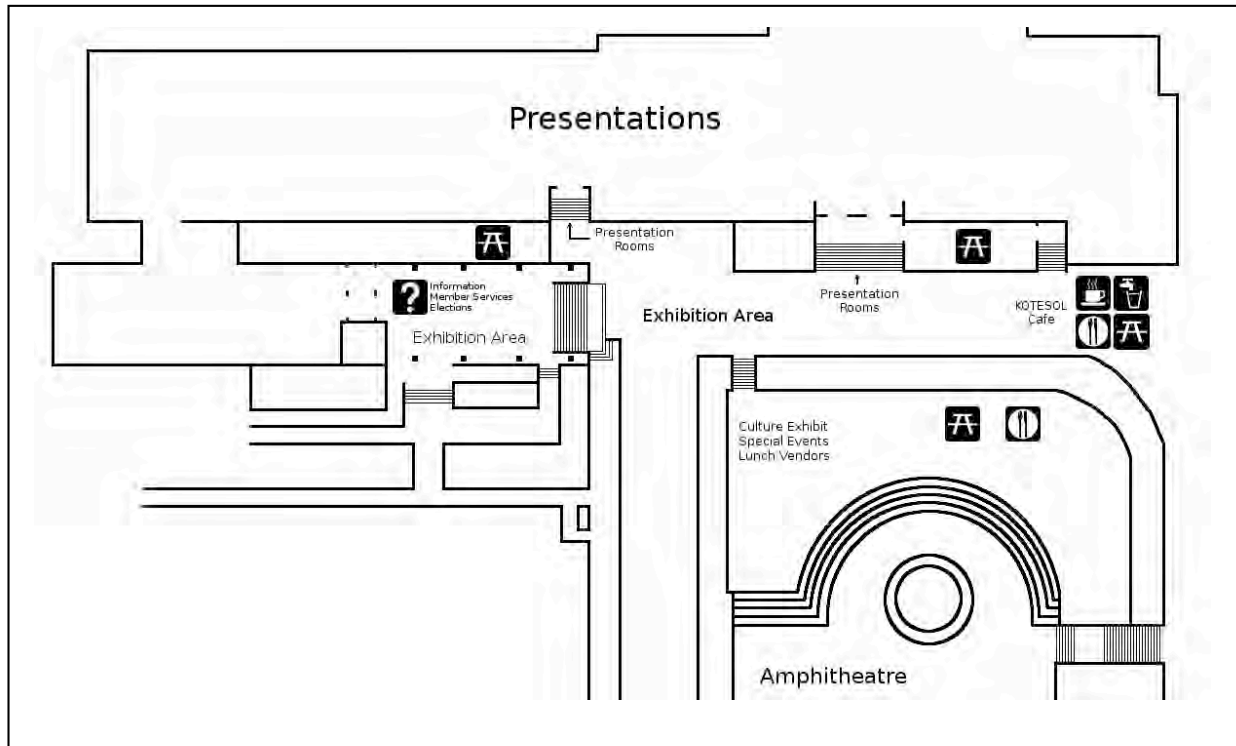 Presentations
Presentation
Rooms
Information
Member Services
Elections
Exhibition Area
Exhibition Area
Presentation
Rooms
KOTESOL
Cafe
Culture Exhibit
Special Events
Lunch Vendors
Amphitheatre
?